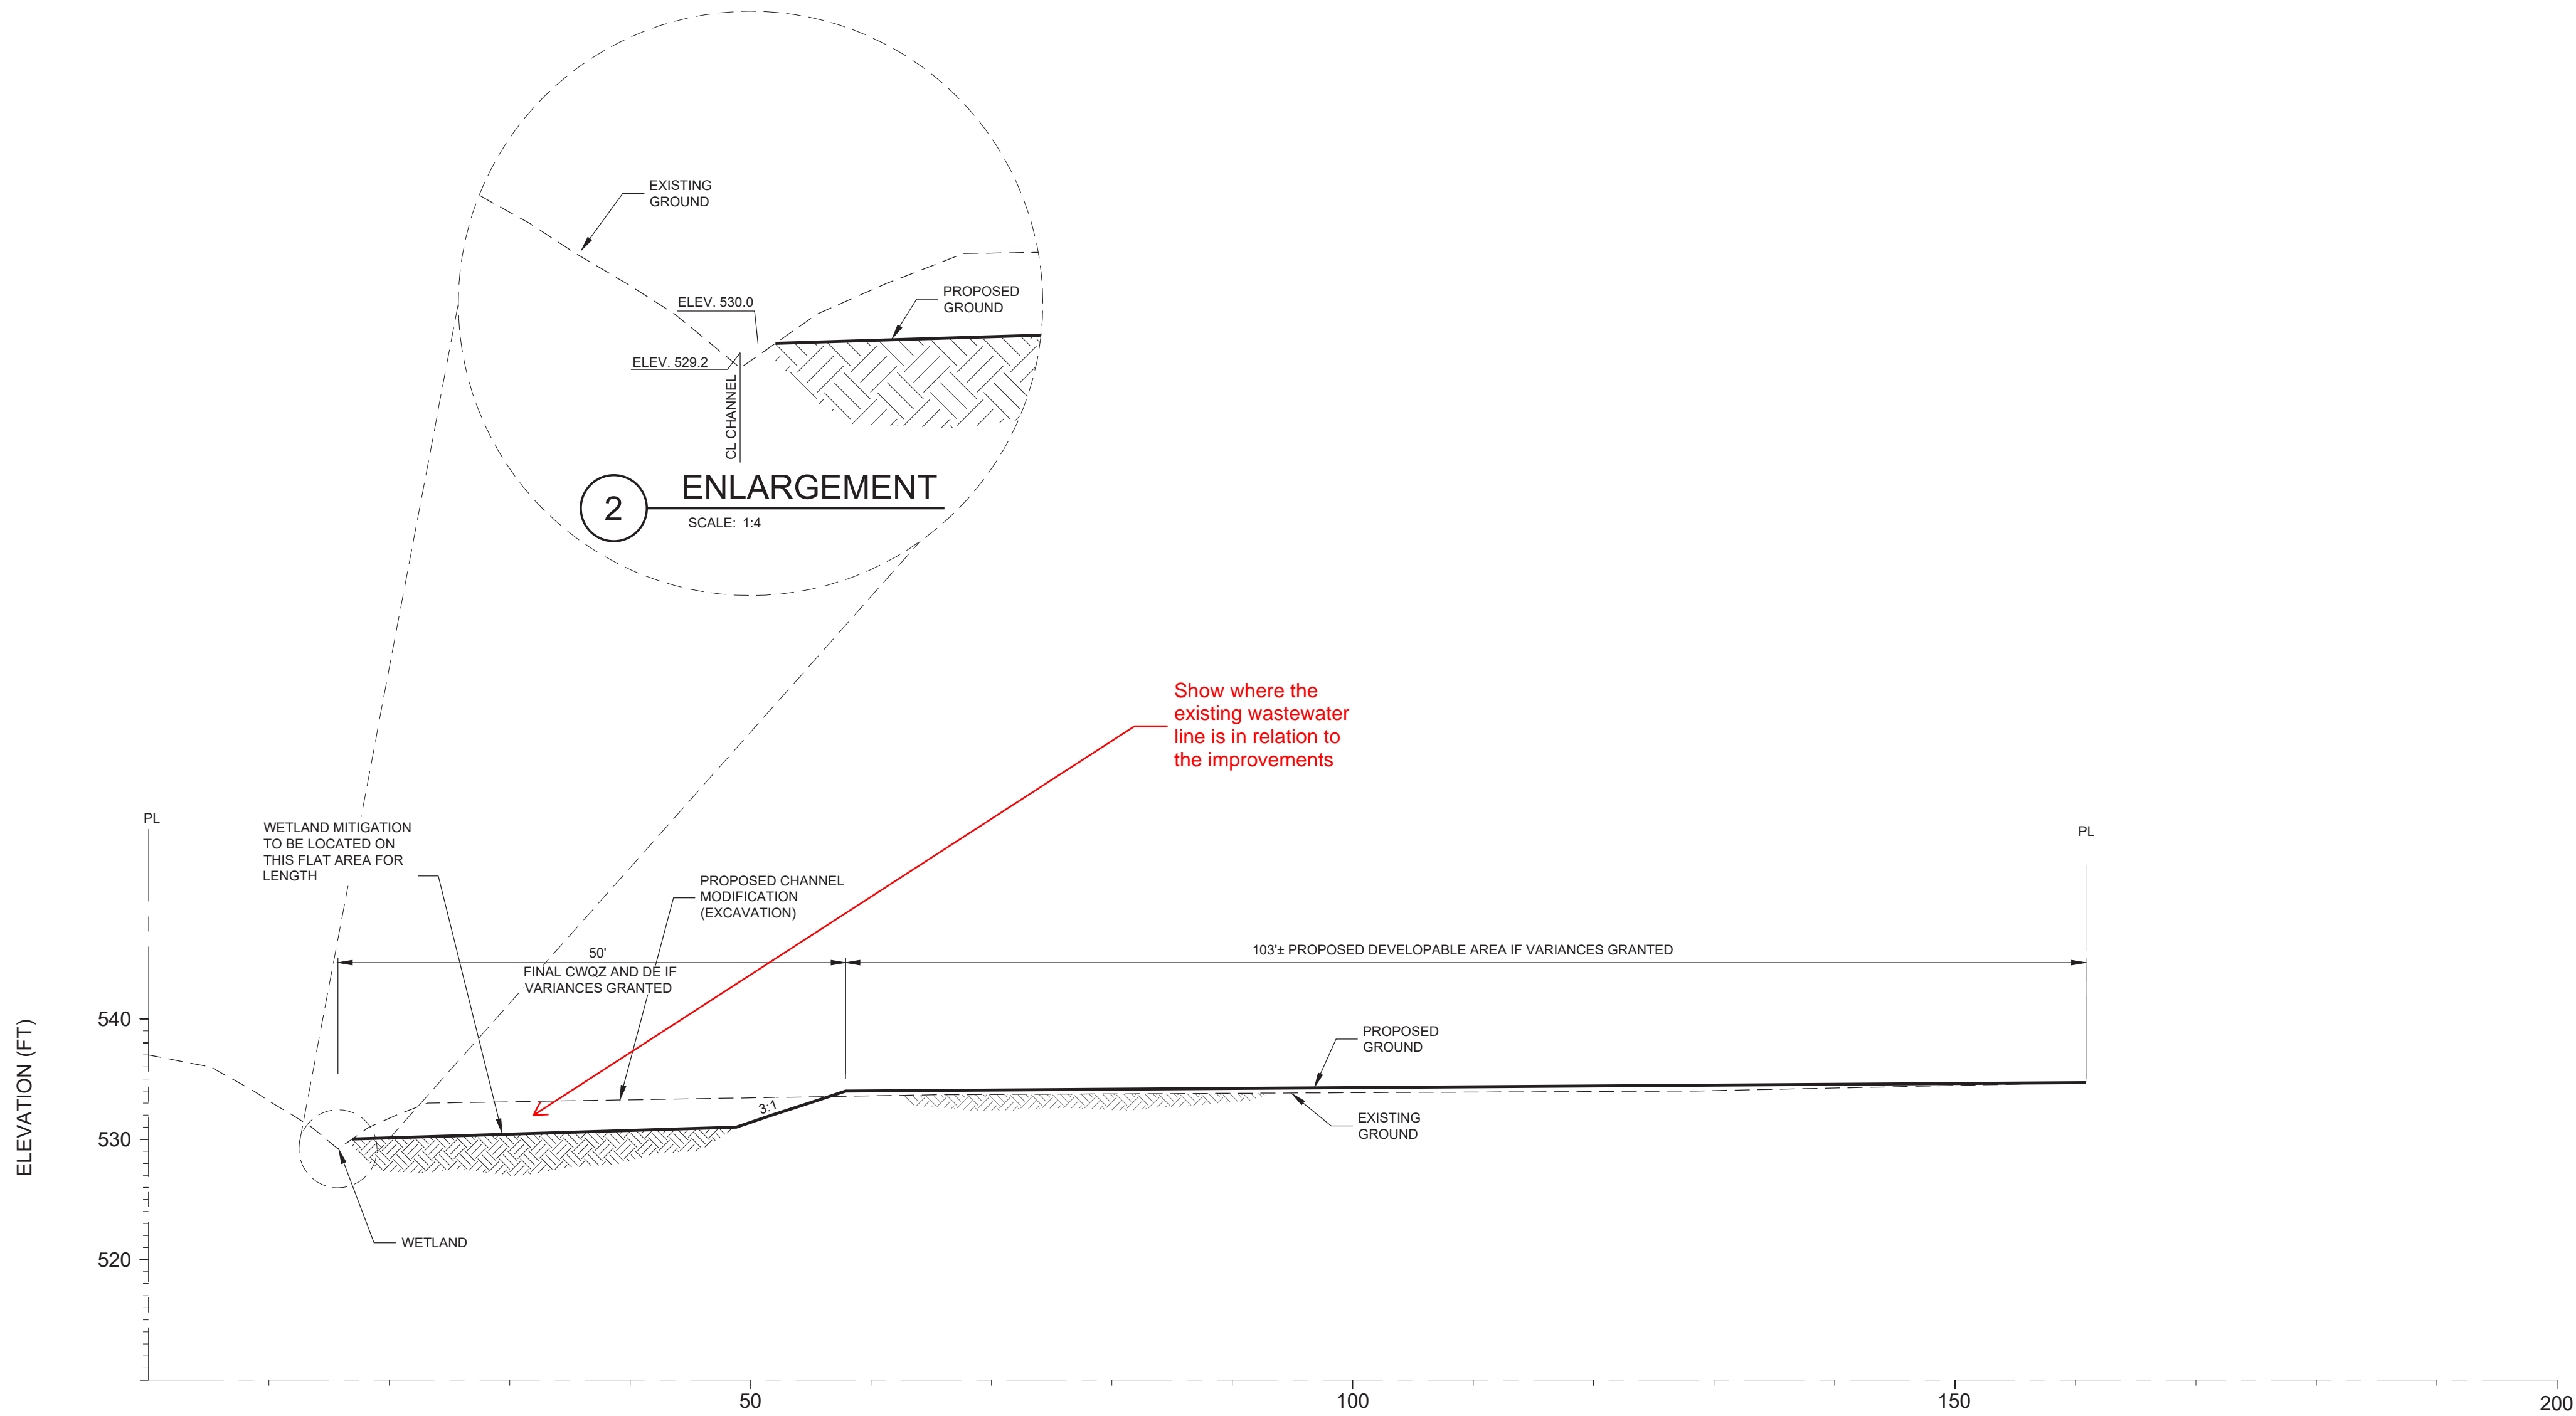 EXISTING
GROUND
ELEV. 530.0
PROPOSED
GROUND
ELEV. 529.2
CL CHANNEL
2
ENLARGEMENT
SCALE: 1:4
Show where the
existing wastewater
line is in relation to
the improvements
PL
WETLAND MITIGATION
TO BE LOCATED ON
THIS FLAT AREA FOR
LENGTH
PROPOSED CHANNEL
MODIFICATION
(EXCAVATION)
PL
50'
FINAL CWQZ AND DE IF
VARIANCES GRANTED
103'± PROPOSED DEVELOPABLE AREA IF VARIANCES GRANTED
ELEVATION (FT)
540
530
520
3:1
PROPOSED
GROUND
EXISTING
GROUND
WETLAND
50
100
150
200